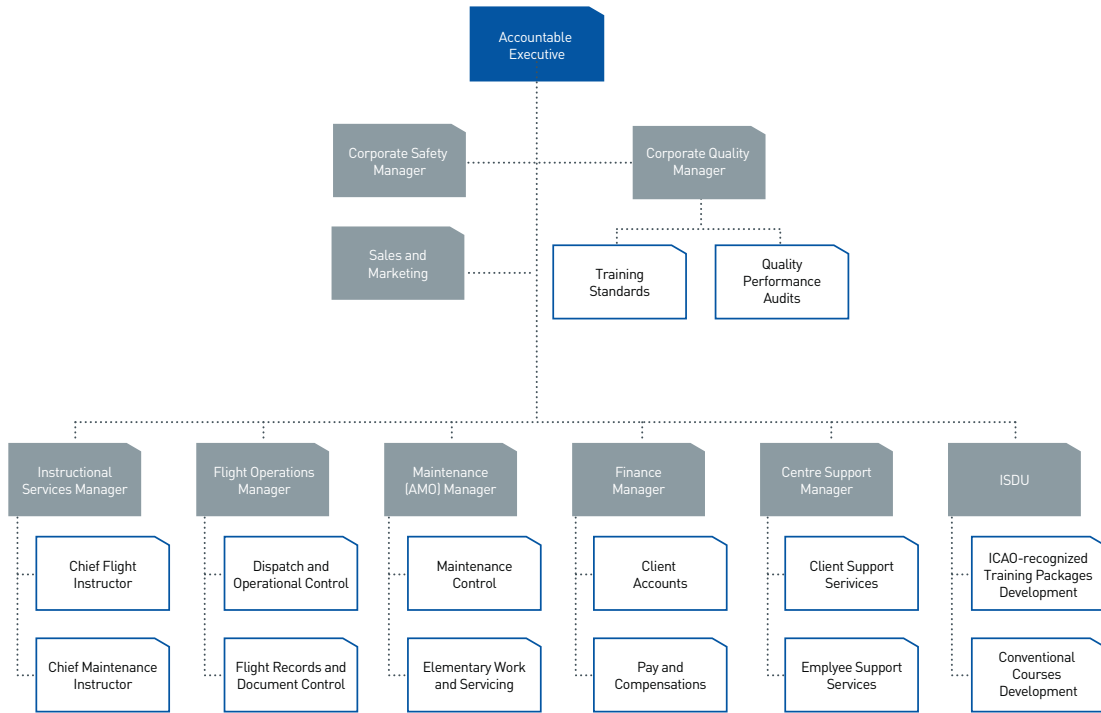 Accountable
Executive
Corporate Safety
Manager
Corporate Quality
Manager
Sales and
Marketing
Training
Standards
Quality
Performance
Audits
Instructional
Services Manager
Flight Operations
Manager
Maintenance
(AMO) Manager
Finance
Manager
Centre Support
Manager
ISDU
Chief Flight
Instructor
Dispatch and
Operational Control
Maintenance
Control
Client
Accounts
Client Support
Servicies
ICAO-recognized
Training Packages
Development
Chief Maintenance
Instructor
Flight Records and
Document Control
Elementary Work
and Servicing
Pay and
Compensations
Emplyee Support
Services
Conventional
Courses
Development